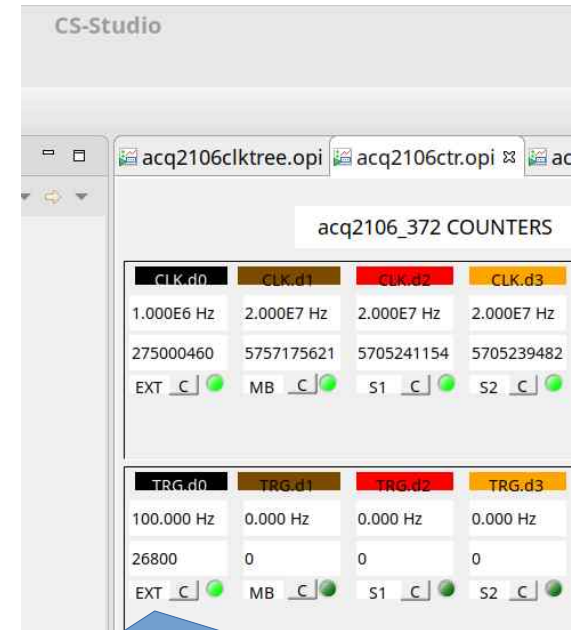 CS-Studio
acq2106clktree.opi acq2106ctr.opi ac
acq2106_372 COUNTERS
CLK.d0 CLK.d1 CLK.d2 CLK.d3
1.000E6 Hz 2.000E7 Hz 2.000E7 Hz 2.000E7 Hz
275000460 5757175621 5705241154 5705239482
EXT C MB C S1 C S2 C
TRG.d0 TRG.d1 TRG.d2 TRG.d3
100.000 Hz 0.000 Hz 0.000 Hz 0.000 Hz
26800 0 0 0
EXT C MB C S1 C S2 C